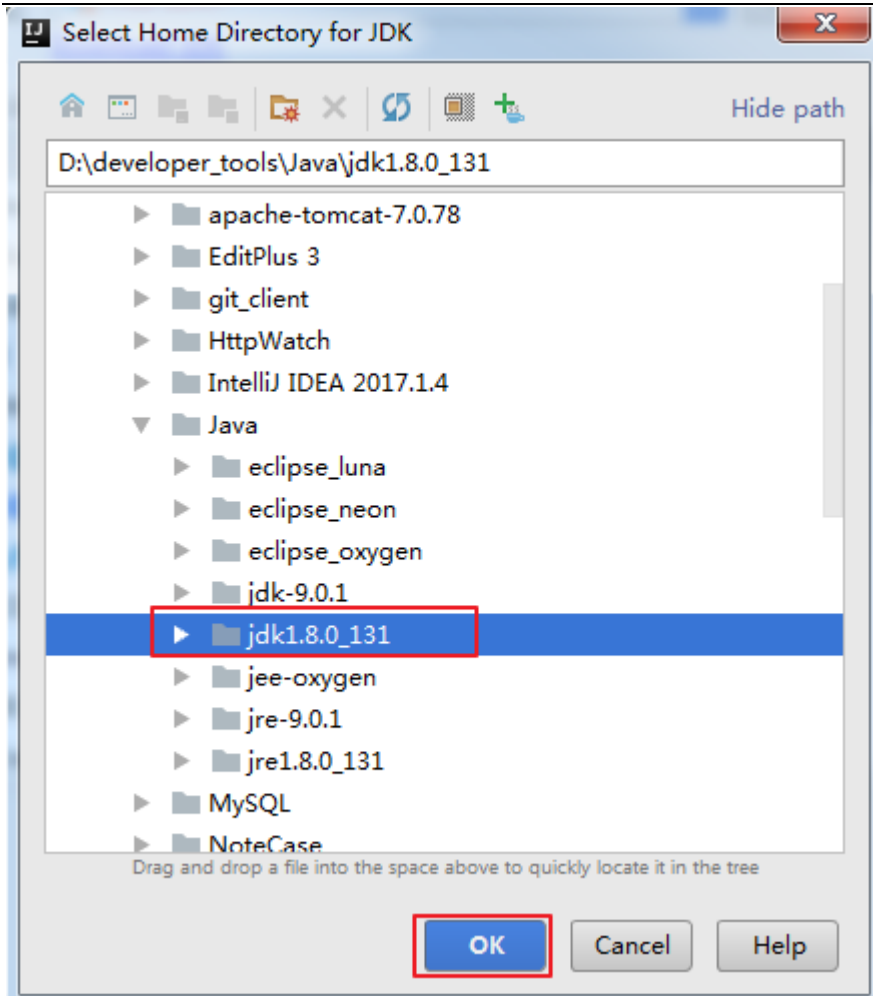 Select Home Directory for JDK
Hide path
D:\developer_tools\Java\jdk1.8.0_131
apache-tomcat-7.0.78
EditPlus 3
git_client
HttpWatch
IntelliJ IDEA 2017.1.4
Java
eclipse_luna
eclipse_neon
eclipse_oxygen
jdk-9.0.1
jdk1.8.0_131
jee-oxygen
jre-9.0.1
jre1.8.0_131
MySQL
NoteCase
Drag and drop a file into the space above to quickly locate it in the tree
OK Cancel Help